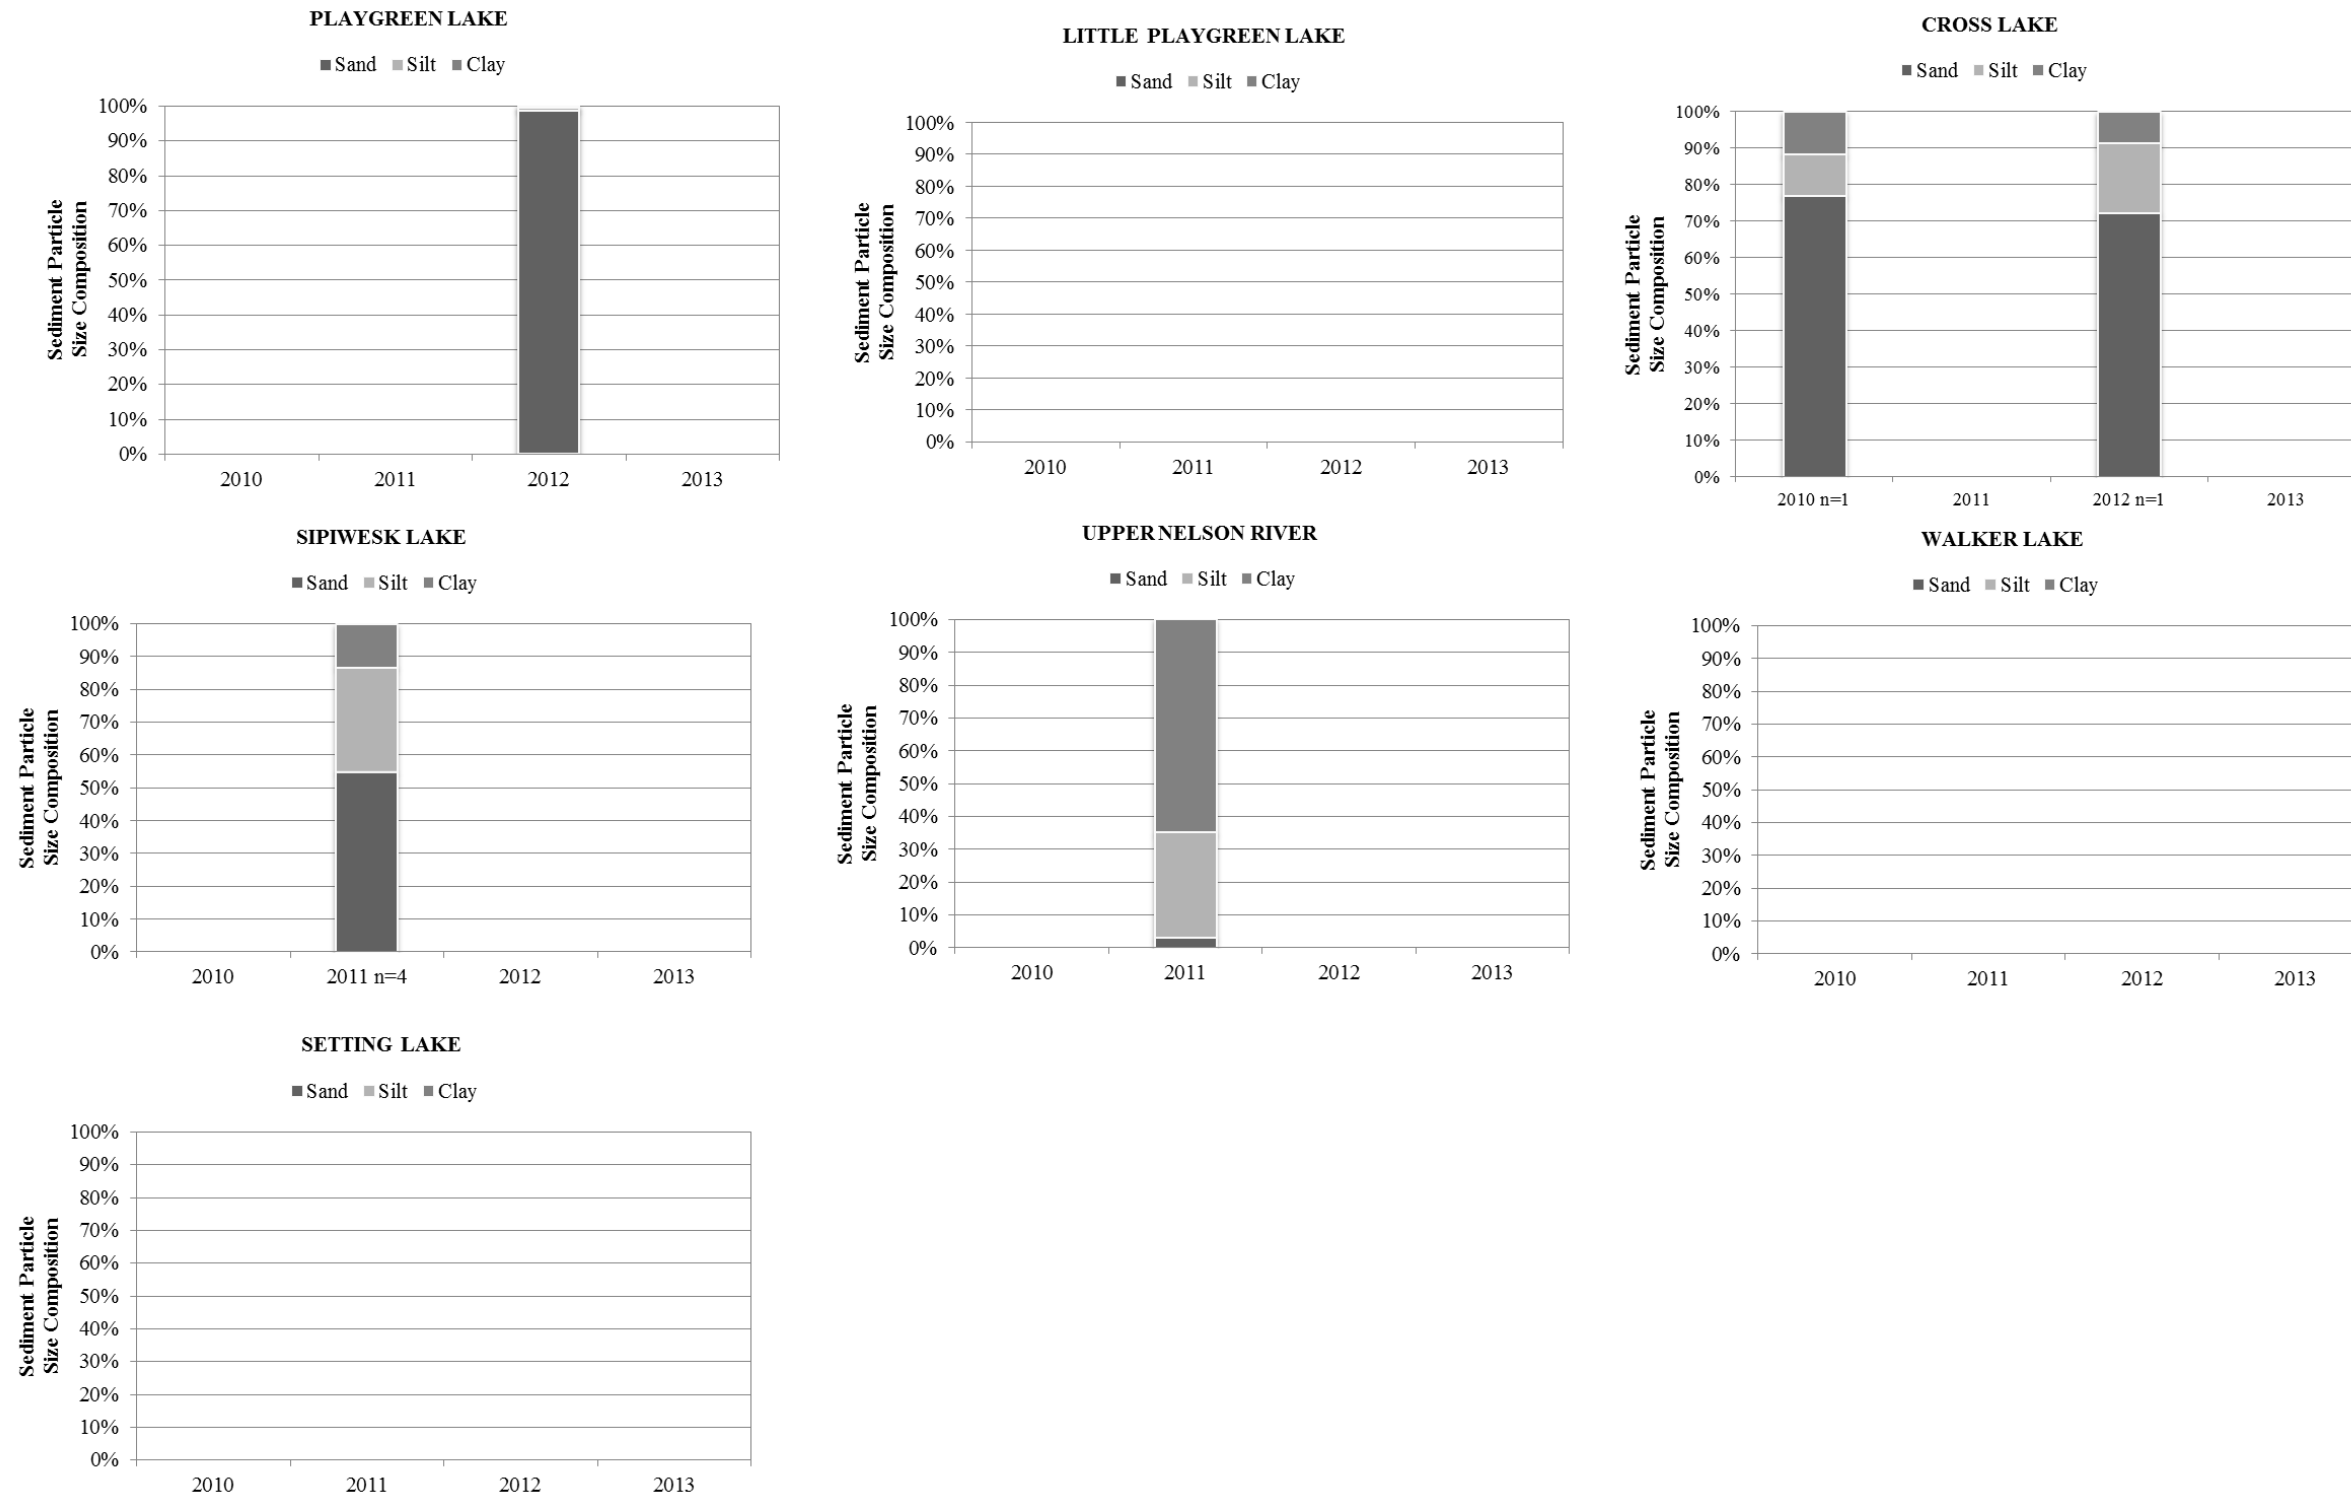 PLAYGREEN LAKE
Sand Silt Clay
100%
90%
80%
70%
60%
50%
40%
30%
20%
10%
0%
Sediment Particle
Size Composition
2010 2011 2012 2013
LITTLE PLAYGREEN LAKE
Sand Silt Clay
100%
90%
80%
70%
60%
50%
40%
30%
20%
10%
0%
Sediment Particle
Size Composition
2010 2011 2012 2013
CROSS LAKE
Sand Silt Clay
100%
90%
80%
70%
60%
50%
40%
30%
20%
10%
0%
Sediment Particle
Size Composition
2010 n=1 2011 2012 n=1 2013
SIPIWESK LAKE
Sand Silt Clay
100%
90%
80%
70%
60%
50%
40%
30%
20%
10%
0%
Sediment Particle
Size Composition
2010 2011 n=4 2012 2013
UPPER NELSON RIVER
Sand Silt Clay
100%
90%
80%
70%
60%
50%
40%
30%
20%
10%
0%
Sediment Particle
Size Composition
2010 2011 2012 2013
WALKER LAKE
Sand Silt Clay
100%
90%
80%
70%
60%
50%
40%
30%
20%
10%
0%
Sediment Particle
Size Composition
2010 2011 2012 2013
SETTING LAKE
Sand Silt Clay
100%
90%
80%
70%
60%
50%
40%
30%
20%
10%
0%
Sediment Particle
Size Composition
2010 2011 2012 2013